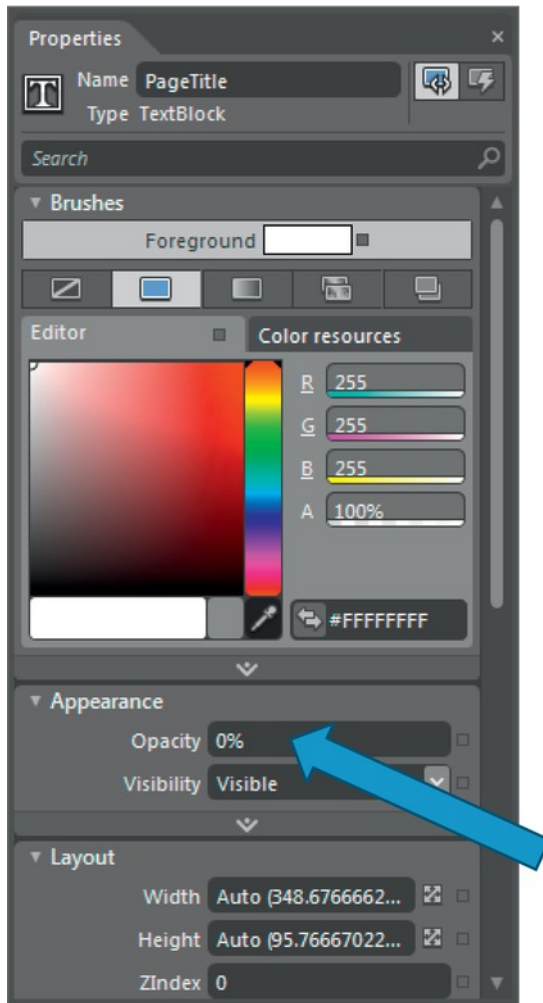 Properties
Name PageTitle
Type TextBlock
Search
Brushes
Foreground
Editor
Color resources
R 255
G 255
B 255
A 100%
#FFFFFFFF
Appearance
Opacity 0%
Visibility Visible
Layout
Width Auto (348.6766662...
Height Auto (95.76667022...
ZIndex 0